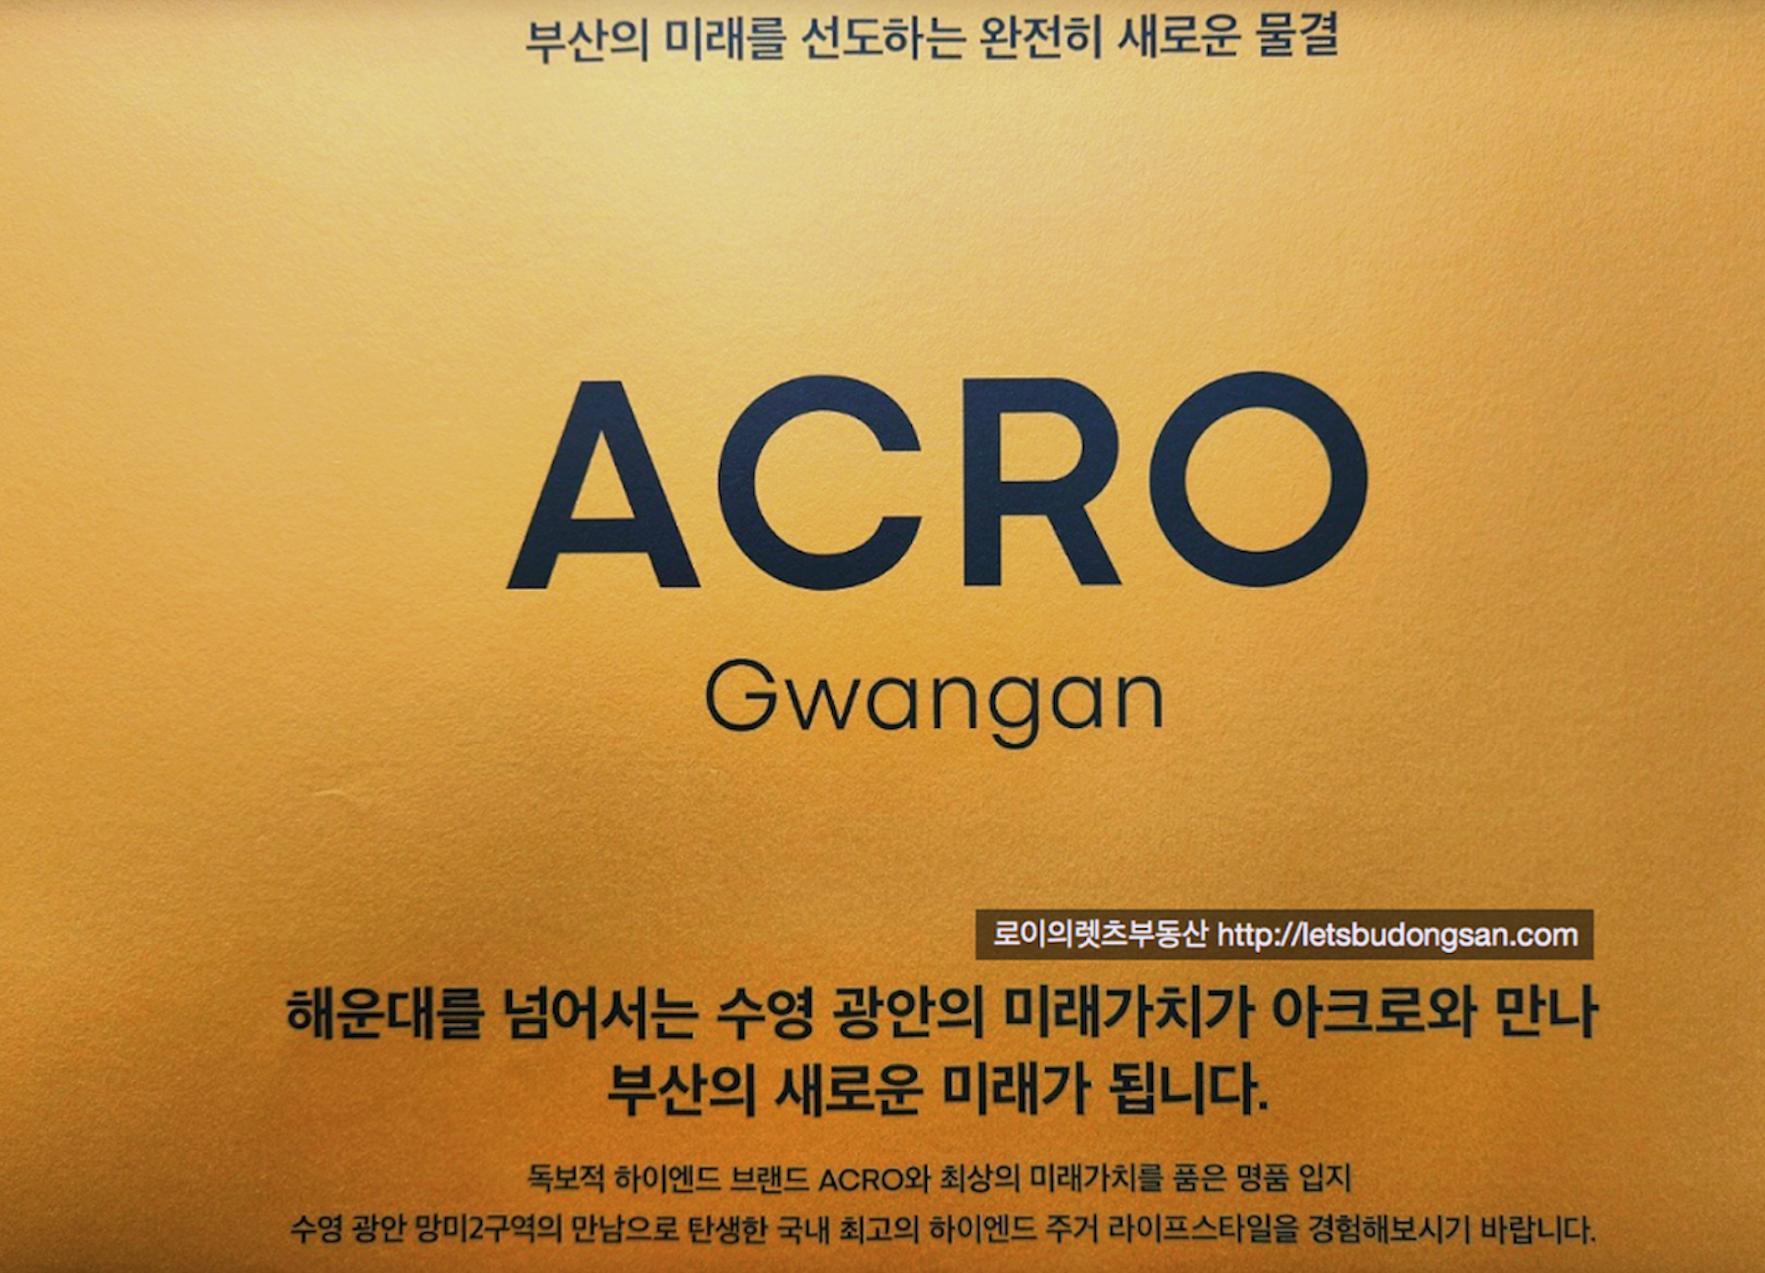 부산의 미래를 선도하는 완전히 새로운 물결
ACRO
Gwangan
로이의렛츠부동산 http://letsbudongsan.com
해운대를 넘어서는 수영 광안의 미래가치가 아크로와 만나
부산의 새로운 미래가 됩니다.
독보적 하이엔드 브랜드 ACRO와 최상의 미래가치를 품은 명품 입지
수영 광안 망미2구역의 만남으로 탄생한 국내 최고의 하이엔드 주거 라이프스타일을 경험해보시기 바랍니다.